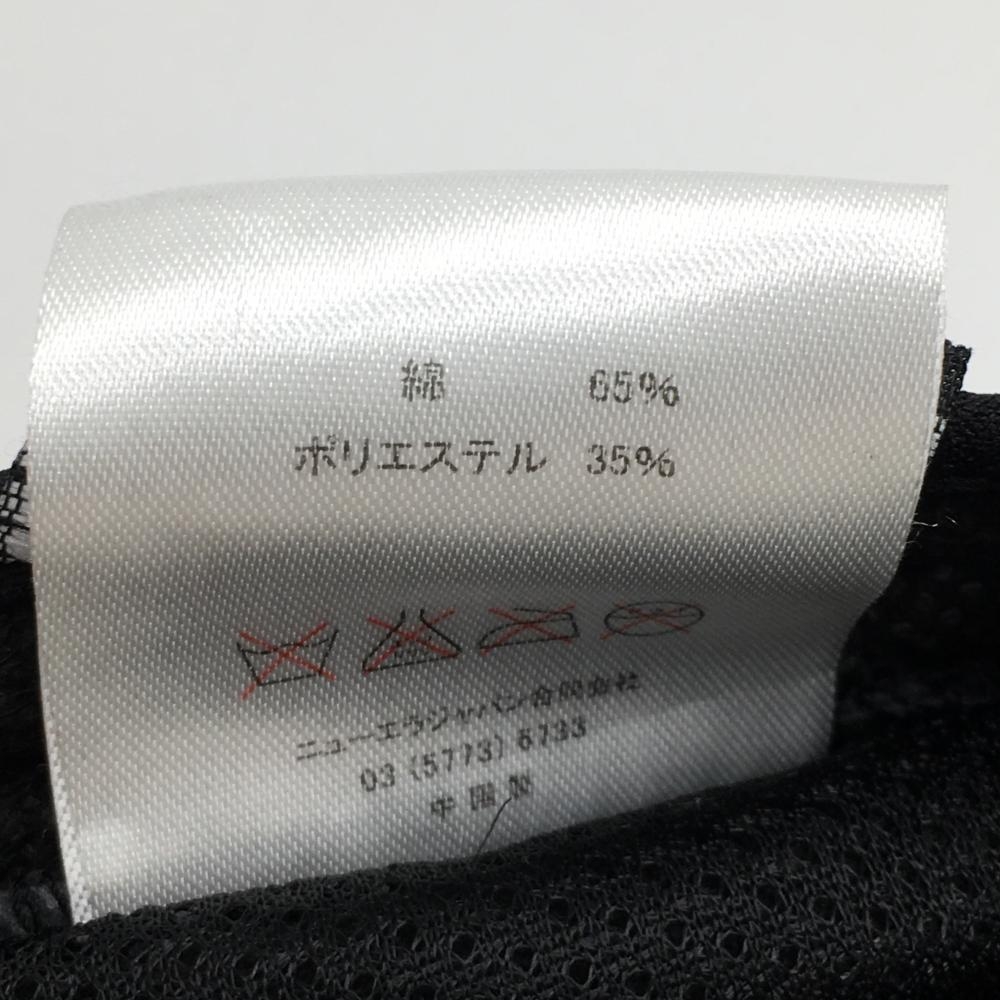 綿 65%
ポリエステル 35%
ニューエラジャパン合同会社
03 (5773) 6733
中国製